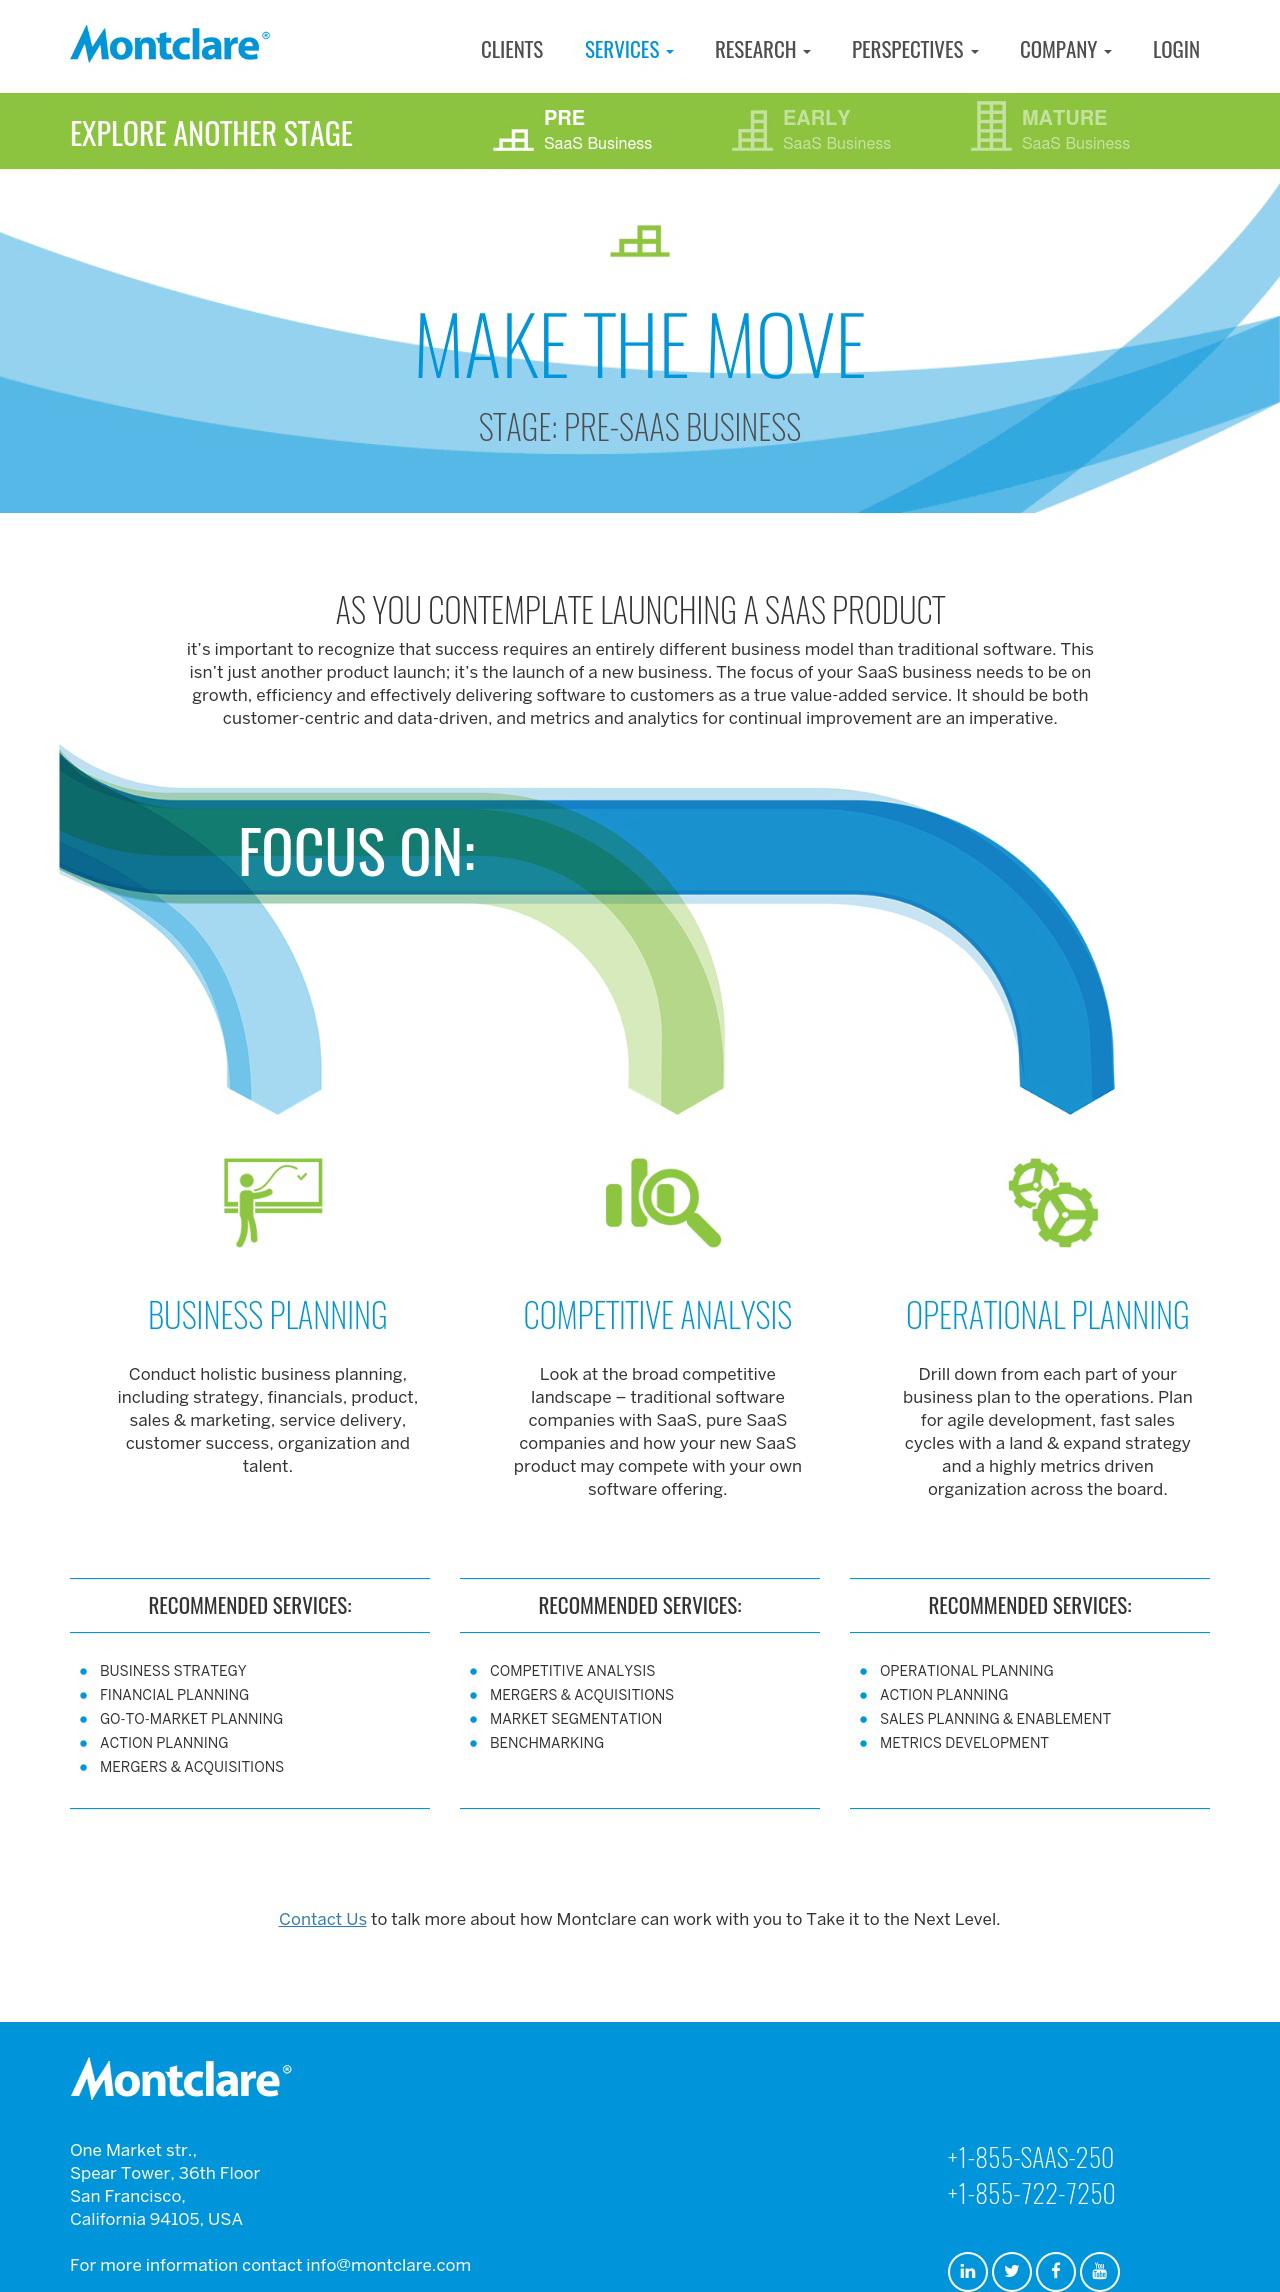 Montclare®
CLIENTS SERVICES RESEARCH PERSPECTIVES COMPANY LOGIN
EXPLORE ANOTHER STAGE
PRE
SaaS Business
EARLY
SaaS Business
MATURE
SaaS Business
MAKE THE MOVE
STAGE: PRE-SAAS BUSINESS
AS YOU CONTEMPLATE LAUNCHING A SAAS PRODUCT
it's important to recognize that success requires an entirely different business model than traditional software. This
isn't just another product launch; it's the launch of a new business. The focus of your SaaS business needs to be on
growth, efficiency and effectively delivering software to customers as a true value-added service. It should be both
customer-centric and data-driven, and metrics and analytics for continual improvement are an imperative.
FOCUS ON:
BUSINESS PLANNING
Conduct holistic business planning,
including strategy, financials, product,
sales & marketing, service delivery,
customer success, organization and
talent.
COMPETITIVE ANALYSIS
Look at the broad competitive
landscape – traditional software
companies with SaaS, pure SaaS
companies and how your new SaaS
product may compete with your own
software offering.
OPERATIONAL PLANNING
Drill down from each part of your
business plan to the operations. Plan
for agile development, fast sales
cycles with a land & expand strategy
and a highly metrics driven
organization across the board.
RECOMMENDED SERVICES:
BUSINESS STRATEGY
FINANCIAL PLANNING
GO-TO-MARKET PLANNING
ACTION PLANNING
MERGERS & ACQUISITIONS
RECOMMENDED SERVICES:
COMPETITIVE ANALYSIS
MERGERS & ACQUISITIONS
MARKET SEGMENTATION
BENCHMARKING
RECOMMENDED SERVICES:
OPERATIONAL PLANNING
ACTION PLANNING
SALES PLANNING & ENABLEMENT
METRICS DEVELOPMENT
Contact Us to talk more about how Montclare can work with you to Take it to the Next Level.
Montclare®
One Market str.,
Spear Tower, 36th Floor
San Francisco,
California 94105, USA
For more information contact info@montclare.com
+1-855-SAAS-250
+1-855-722-7250
in
f
You Tube